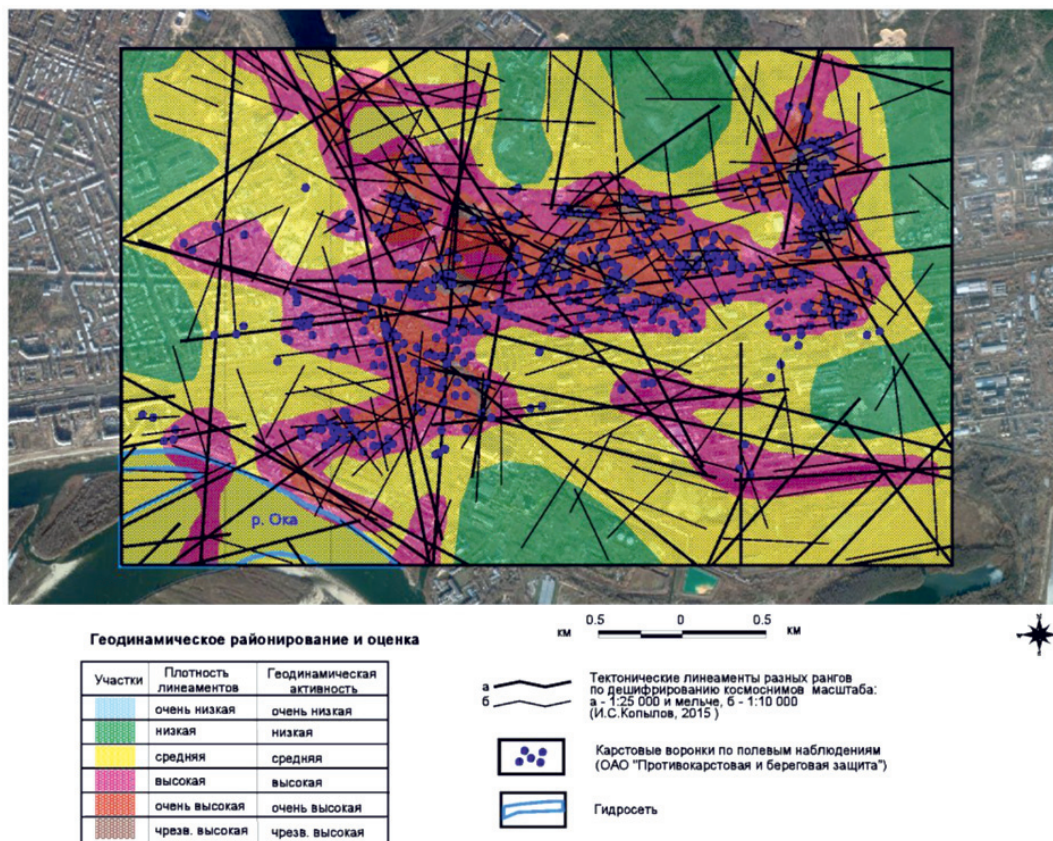 р. Ока
Геодинамическое районирование и оценка
Участки
Плотность
линеаментов
Геодинамическая
активность
очень низкая
очень низкая
низкая
низкая
средняя
средняя
высокая
высокая
очень высокая
очень высокая
чрезв. высокая
чрезв. высокая
км 0.5 0 0.5 км
а
б
Тектонические линеаменты разных рангов
по дешифрированию космоснимов масштаба:
а - 1:25 000 и мельче, б - 1:10 000
(И.С.Копылов, 2015 )
Карстовые воронки по полевым наблюдениям
(ОАО "Противокарстовая и береговая защита")
Гидросеть